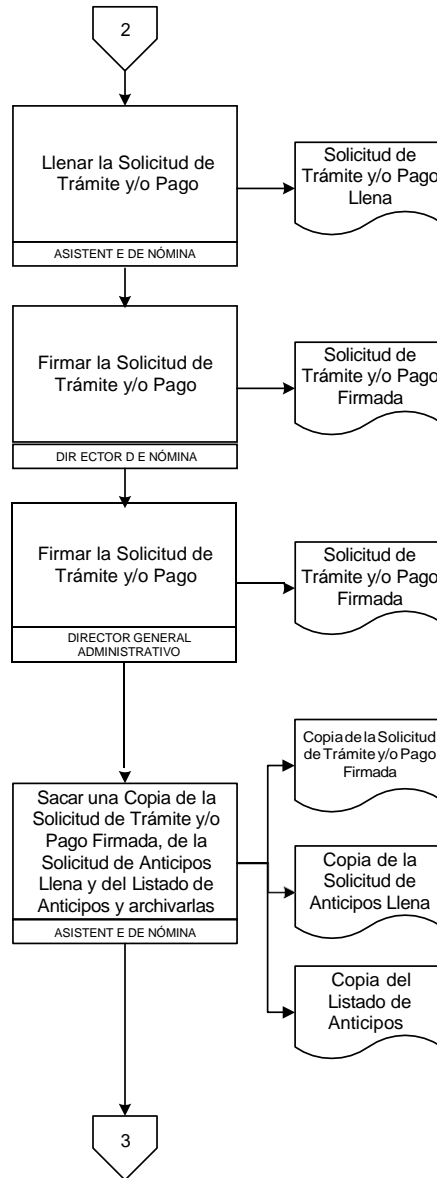 2
Llenar la Solicitud de
Trámite y/o Pago
ASISTENT E DE NÓMINA
Solicitud de
Trámite y/o Pago
Llena
Firmar la Solicitud de
Trámite y/o Pago
DIR ECTOR D E NÓMINA
Solicitud de
Trámite y/o Pago
Firmada
Firmar la Solicitud de
Trámite y/o Pago
DIRECTOR GENERAL
ADMINISTRATIVO
Solicitud de
Trámite y/o Pago
Firmada
Sacar una Copia de la
Solicitud de Trámite y/o
Pago Firmada, de la
Solicitud de Anticipos
Llena y del Listado de
Anticipos y archivarlas
ASISTENT E DE NÓMINA
Copia de la Solicitud
de Trámite y/o Pago
Firmada
Copia de la
Solicitud de
Anticipos Llena
Copia del
Listado de
Anticipos
3